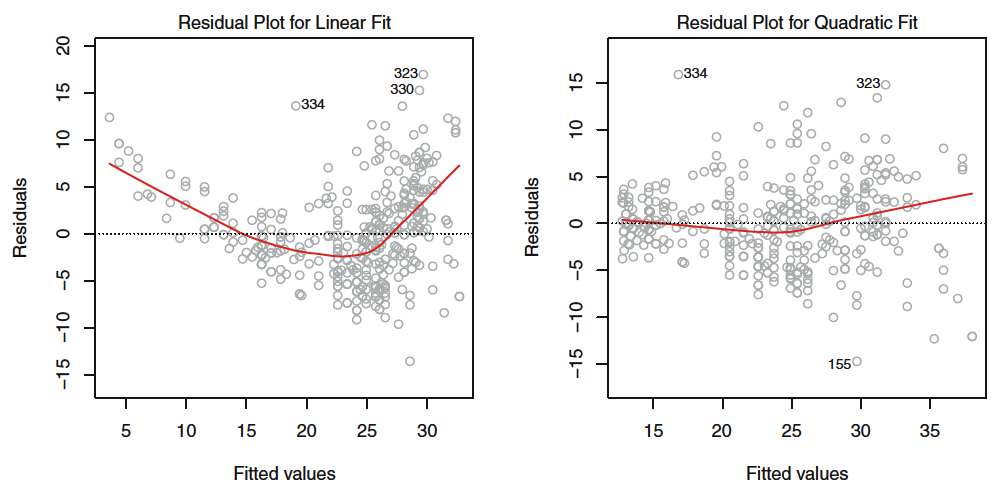 Residual Plot for Linear Fit
20
15
10
5
0
−5
−10
−15
Residuals
323
330
334
5 10 15 20 25 30
Fitted values
Residual Plot for Quadratic Fit
15
10
5
0
−5
−10
−15
Residuals
334
323
155
15 20 25 30 35
Fitted values